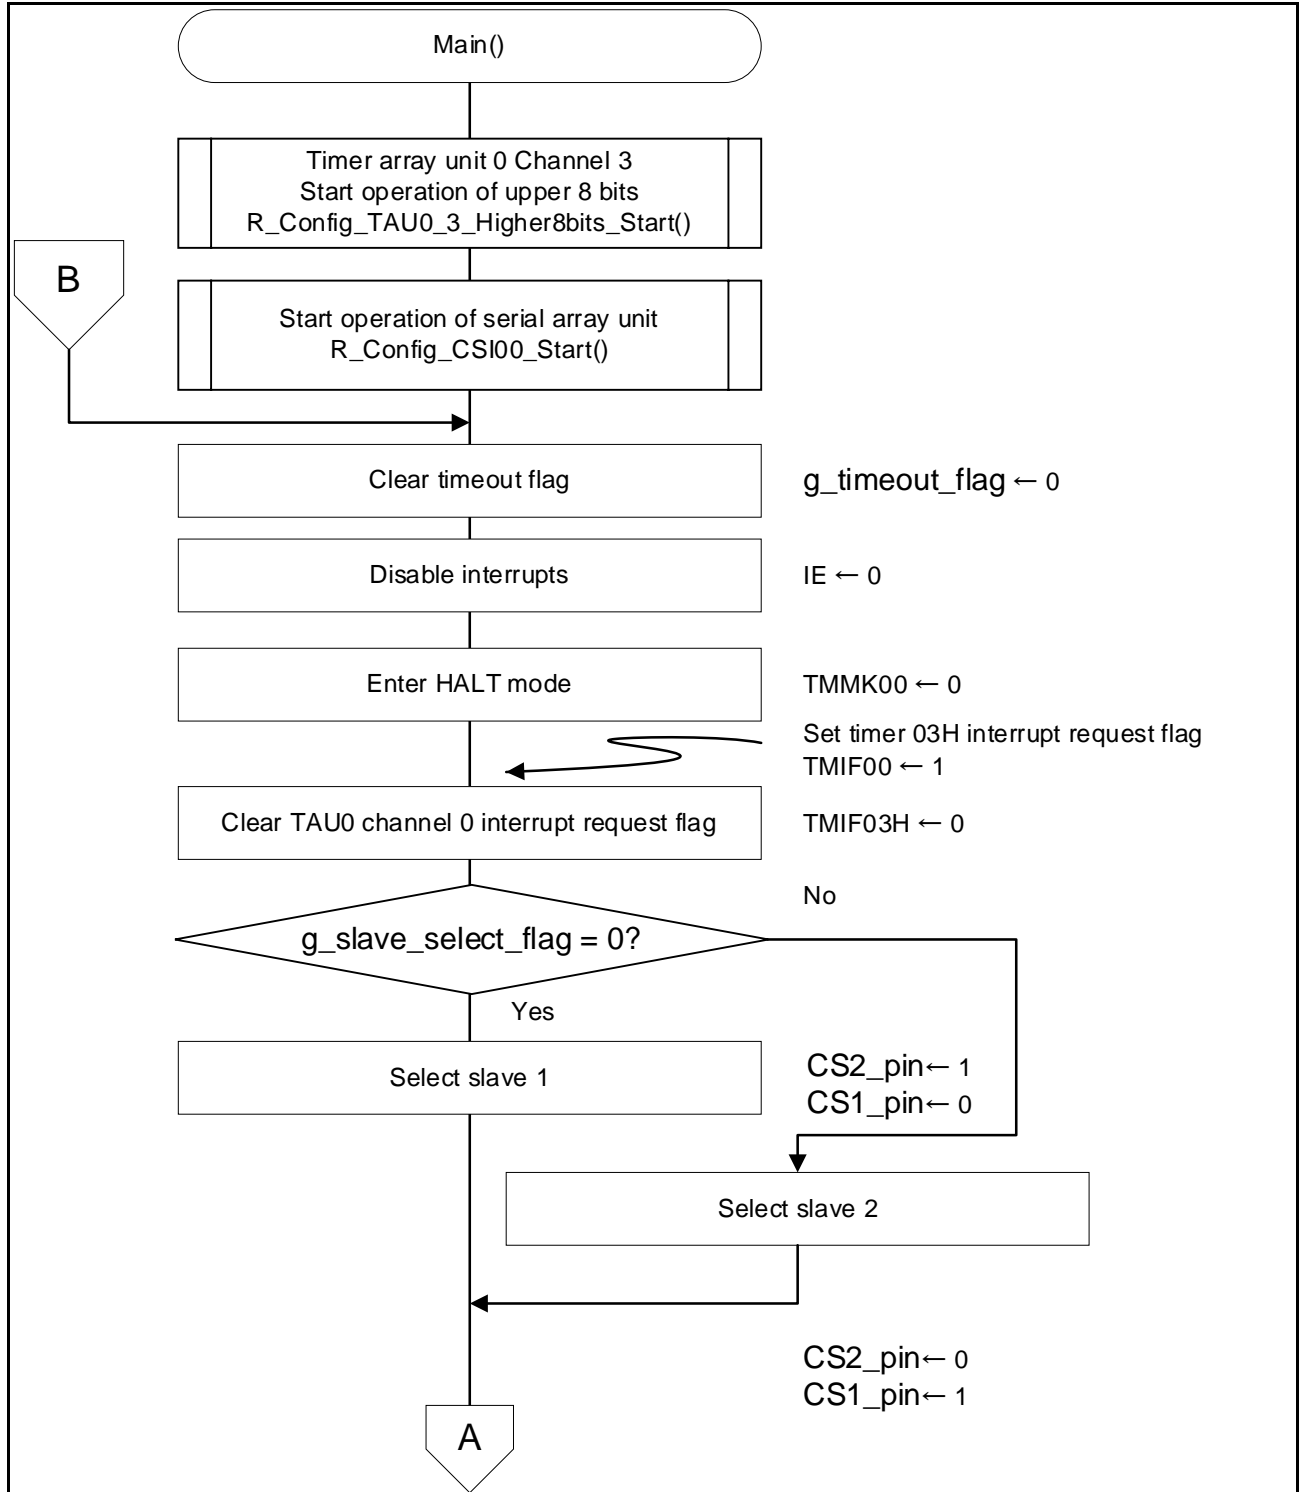 Main()
Timer array unit 0 Channel 3
Start operation of upper 8 bits
R_Config_TAU0_3_Higher8bits_Start()
B
Start operation of serial array unit
R_Config_CSI00_Start()
Clear timeout flag
g_timeout_flag ← 0
Disable interrupts
IE ← 0
Enter HALT mode
TMMK00 ← 0
Set timer 03H interrupt request flag
TMIF00 ← 1
Clear TAU0 channel 0 interrupt request flag
TMIF03H ← 0
No
g_slave_select_flag = 0?
Yes
Select slave 1
CS2_pin← 1
CS1_pin← 0
Select slave 2
CS2_pin← 0
CS1_pin← 1
A